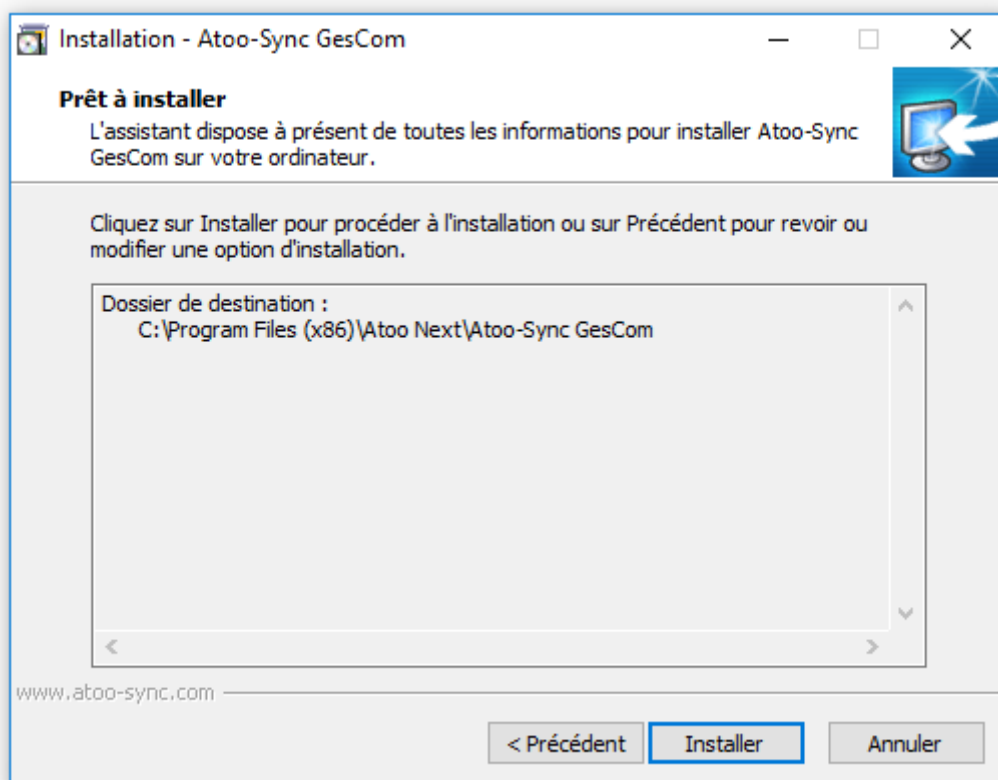 Installation - Atoo-Sync GesCom
Prêt à installer
L'assistant dispose à présent de toutes les informations pour installer Atoo-Sync
GesCom sur votre ordinateur.
Cliquez sur Installer pour procéder à l'installation ou sur Précédent pour revoir ou
modifier une option d'installation.
Dossier de destination :
C:\Program Files (x86)\Atoo Next\Atoo-Sync GesCom
www.atoo-sync.com
< Précédent Installer Annuler